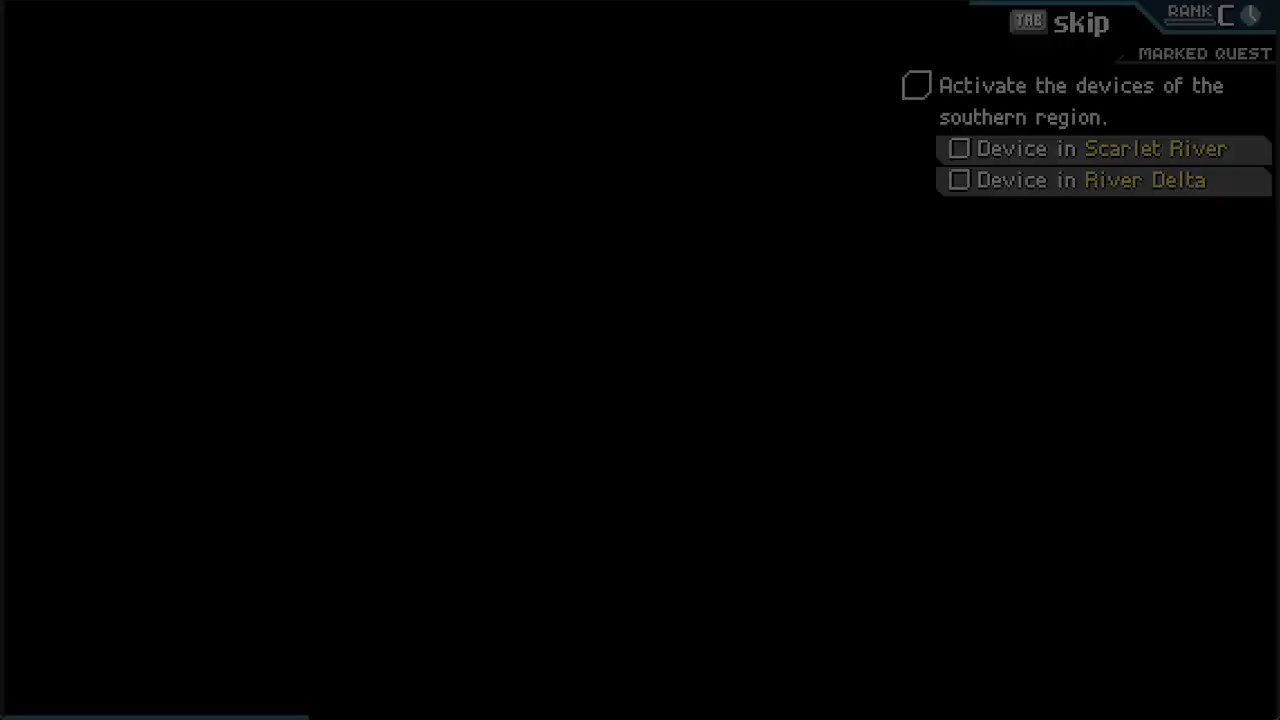 TAB skip
RANK C
MARKED QUEST
Activate the devices of the
southern region.
Device in Scarlet River
Device in River Delta